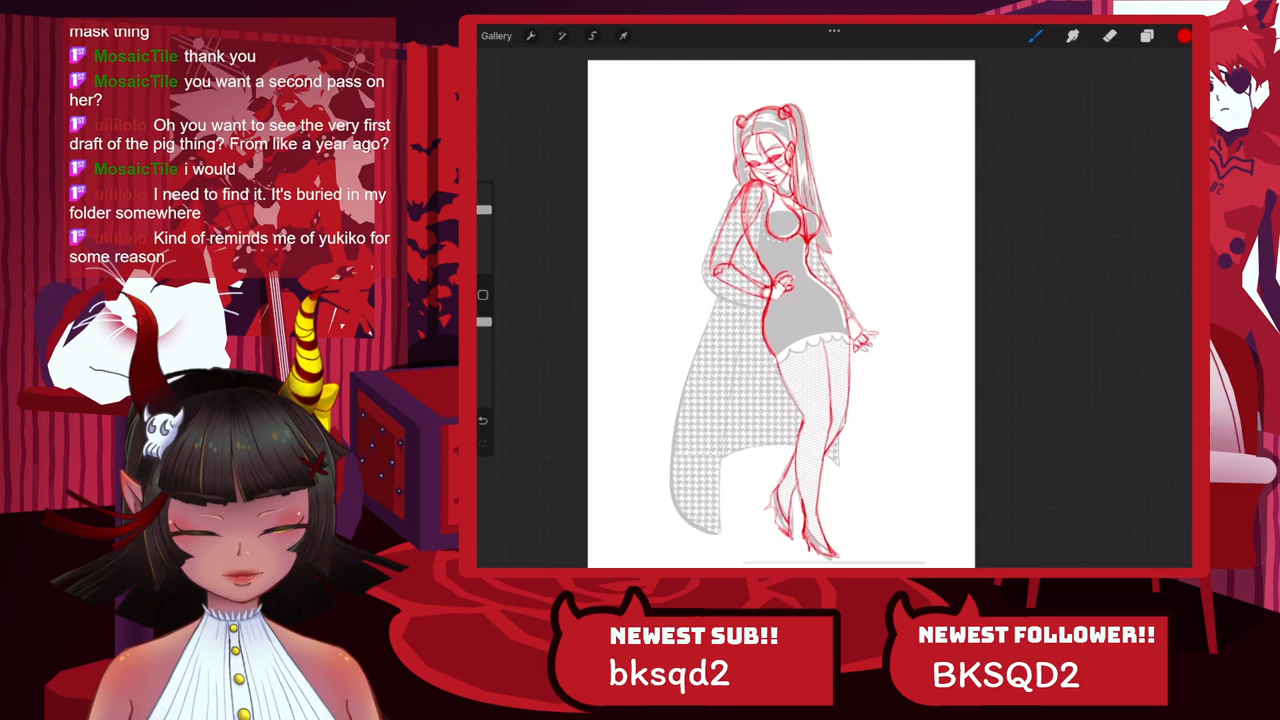 mask thing
MosaicTile thank you
MosaicTile you want a second pass on
her?
Oh you want to see the very first
draft of the pig thing? From like a year ago?
MosaicTile i would
I need to find it. It's buried in my
folder somewhere
Kind of reminds me of yukiko for
some reason
Gallery
NEWEST SUB!!
bksqd2
NEWEST FOLLOWER!!
BKSQD2